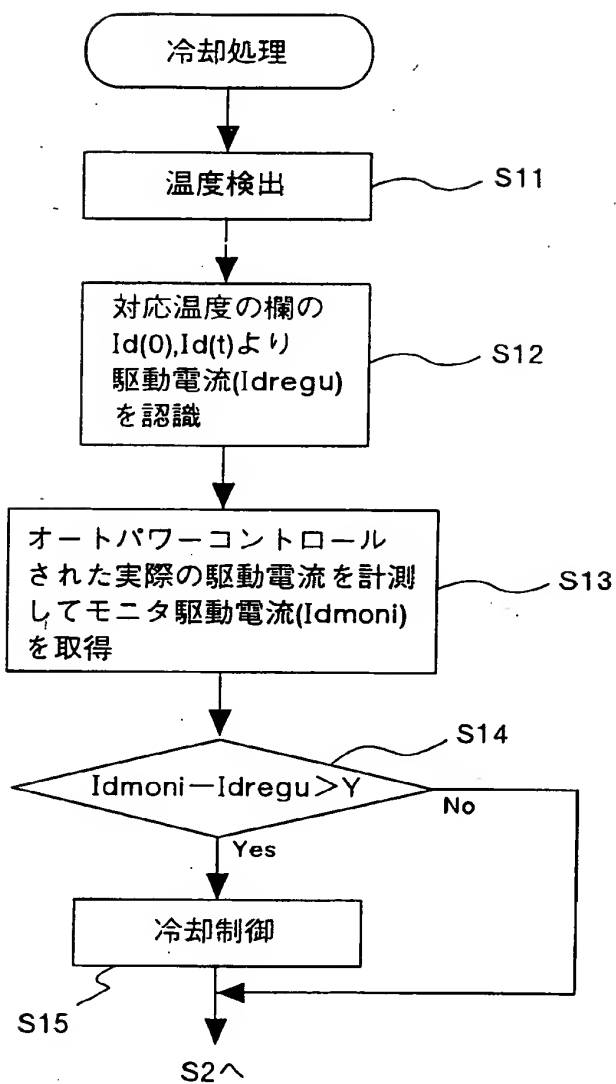 冷却処理
温度検出
S11
対応温度の欄の
Id(0),Id(t)より
駆動電流(Idregu)
を認識
S12
オートパワーコントロール
された実際の駆動電流を計測
してモニタ駆動電流(Idmoni)
を取得
S13
S14
Idmoni－Idregu＞Y
No
Yes
冷却制御
S15
S2へ